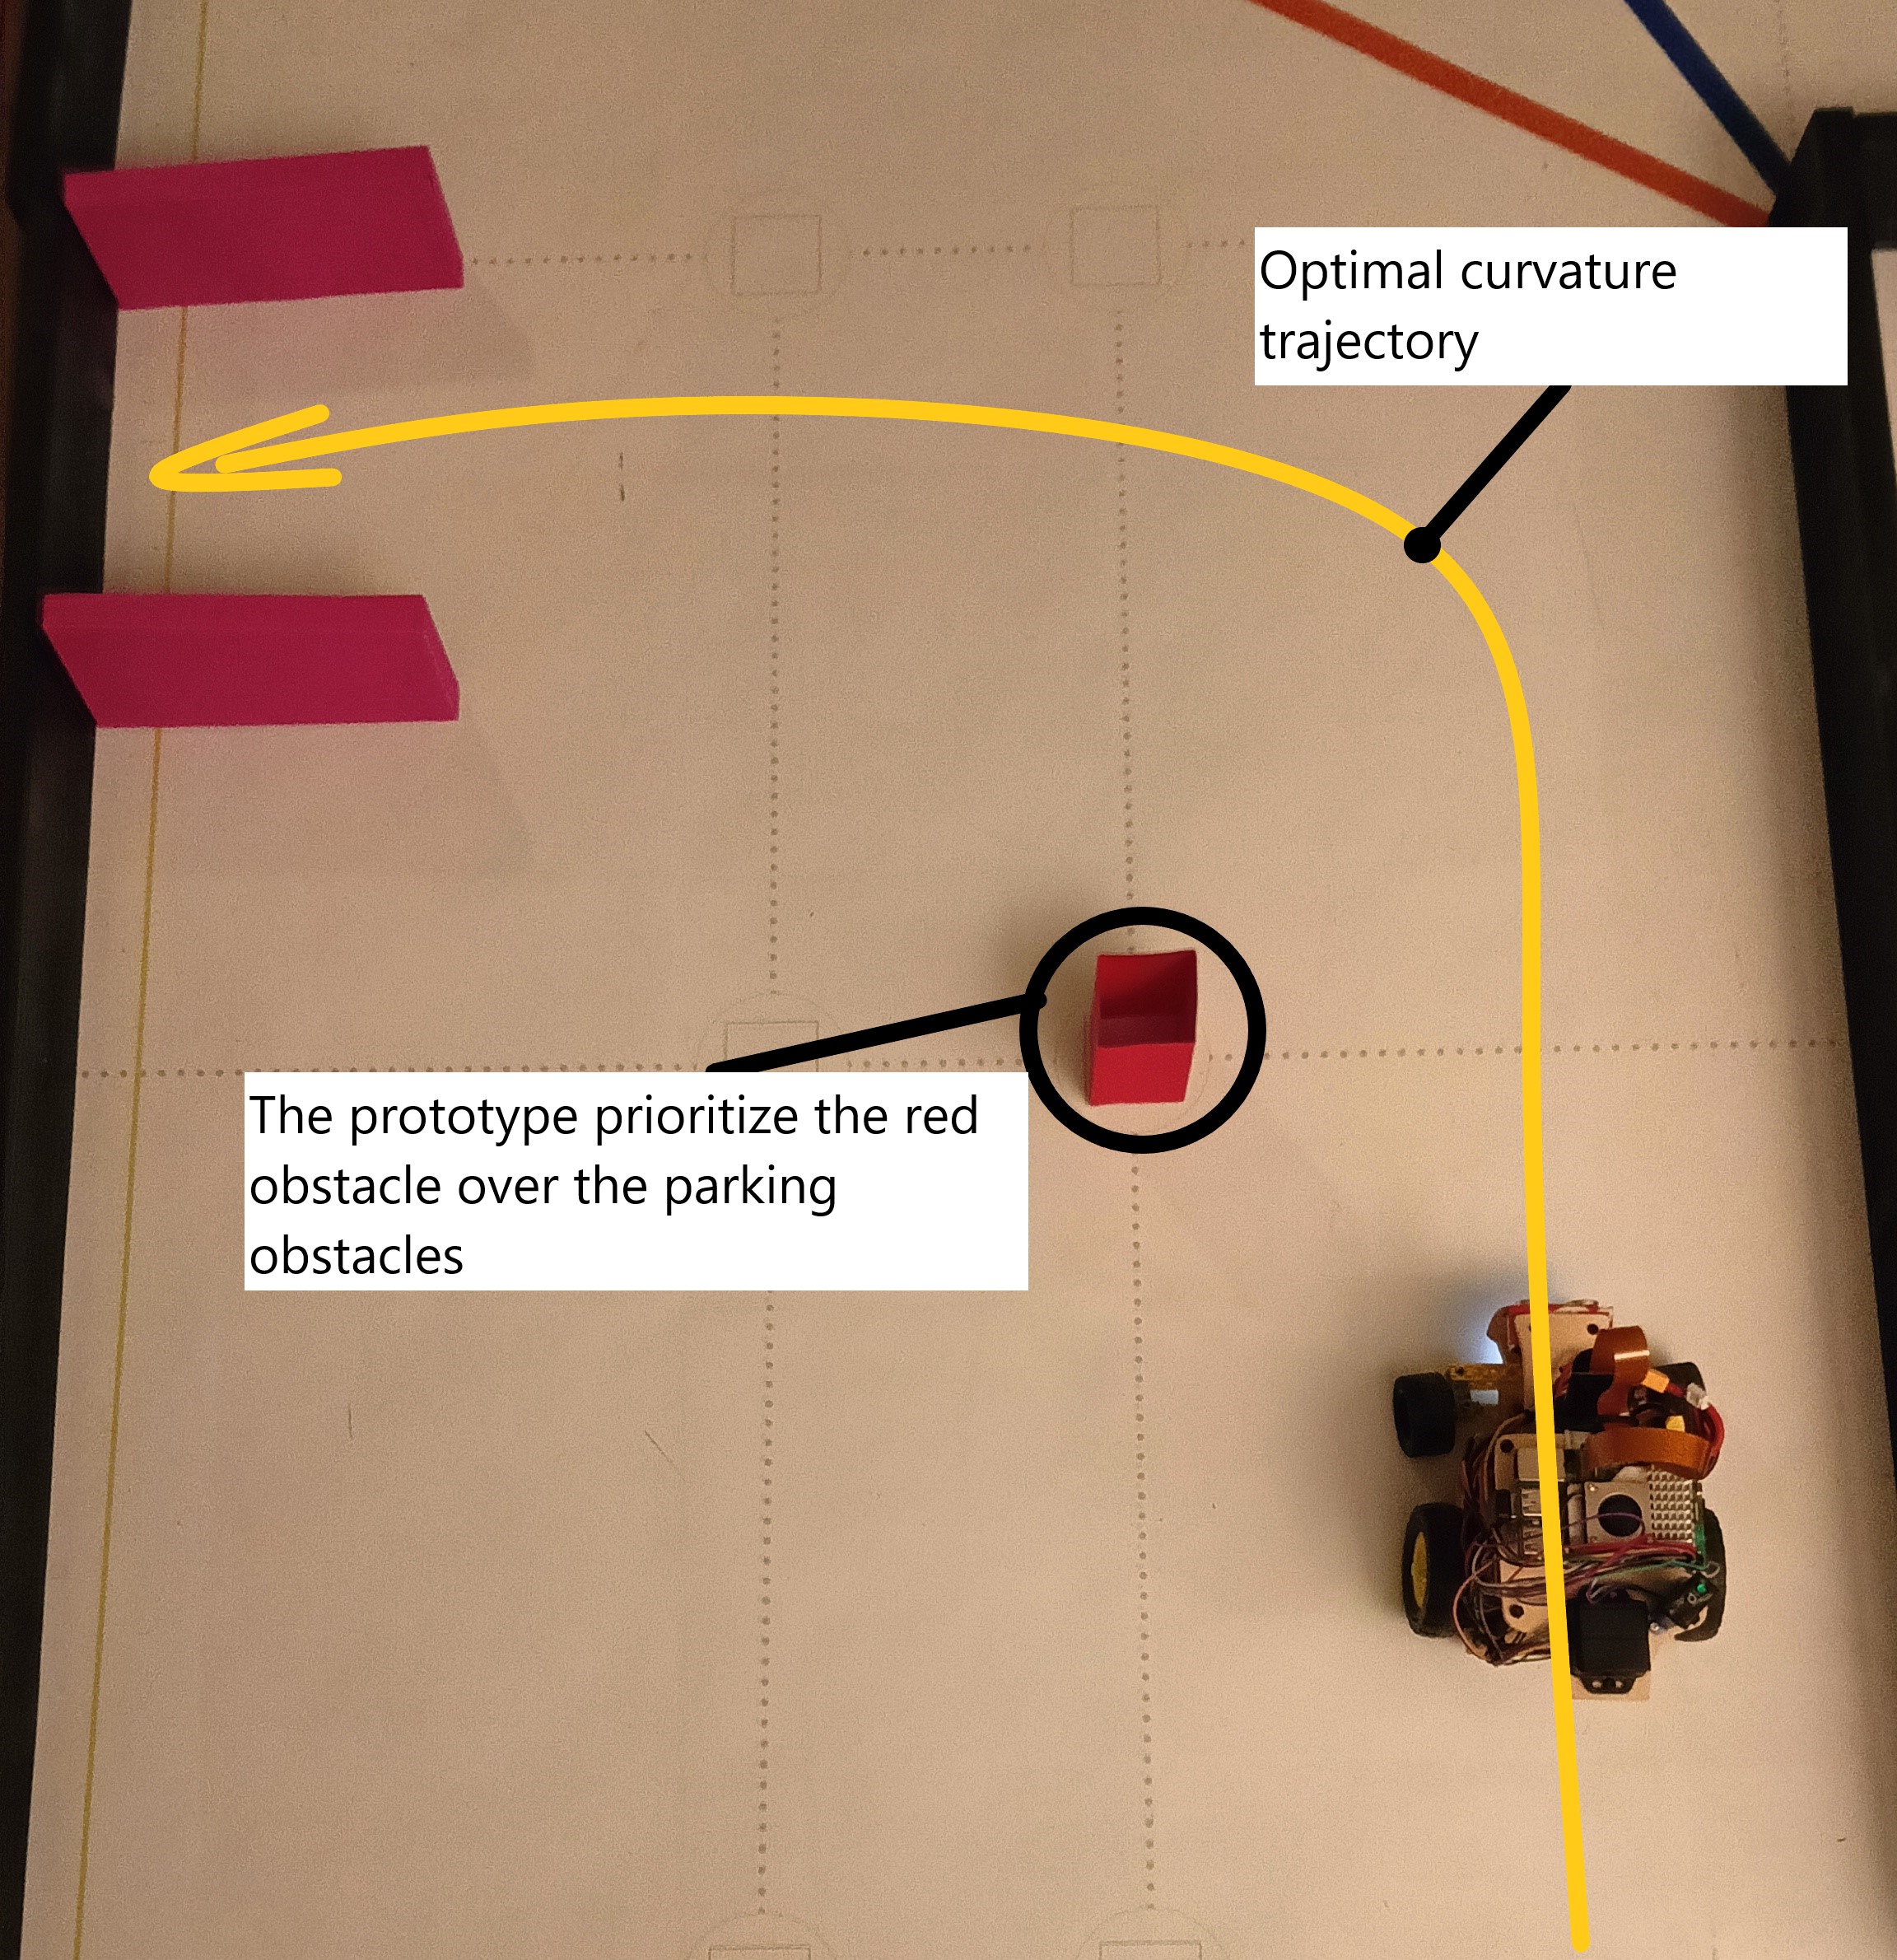 Optimal curvature
trajectory
The prototype prioritize the red
obstacle over the parking
obstacles